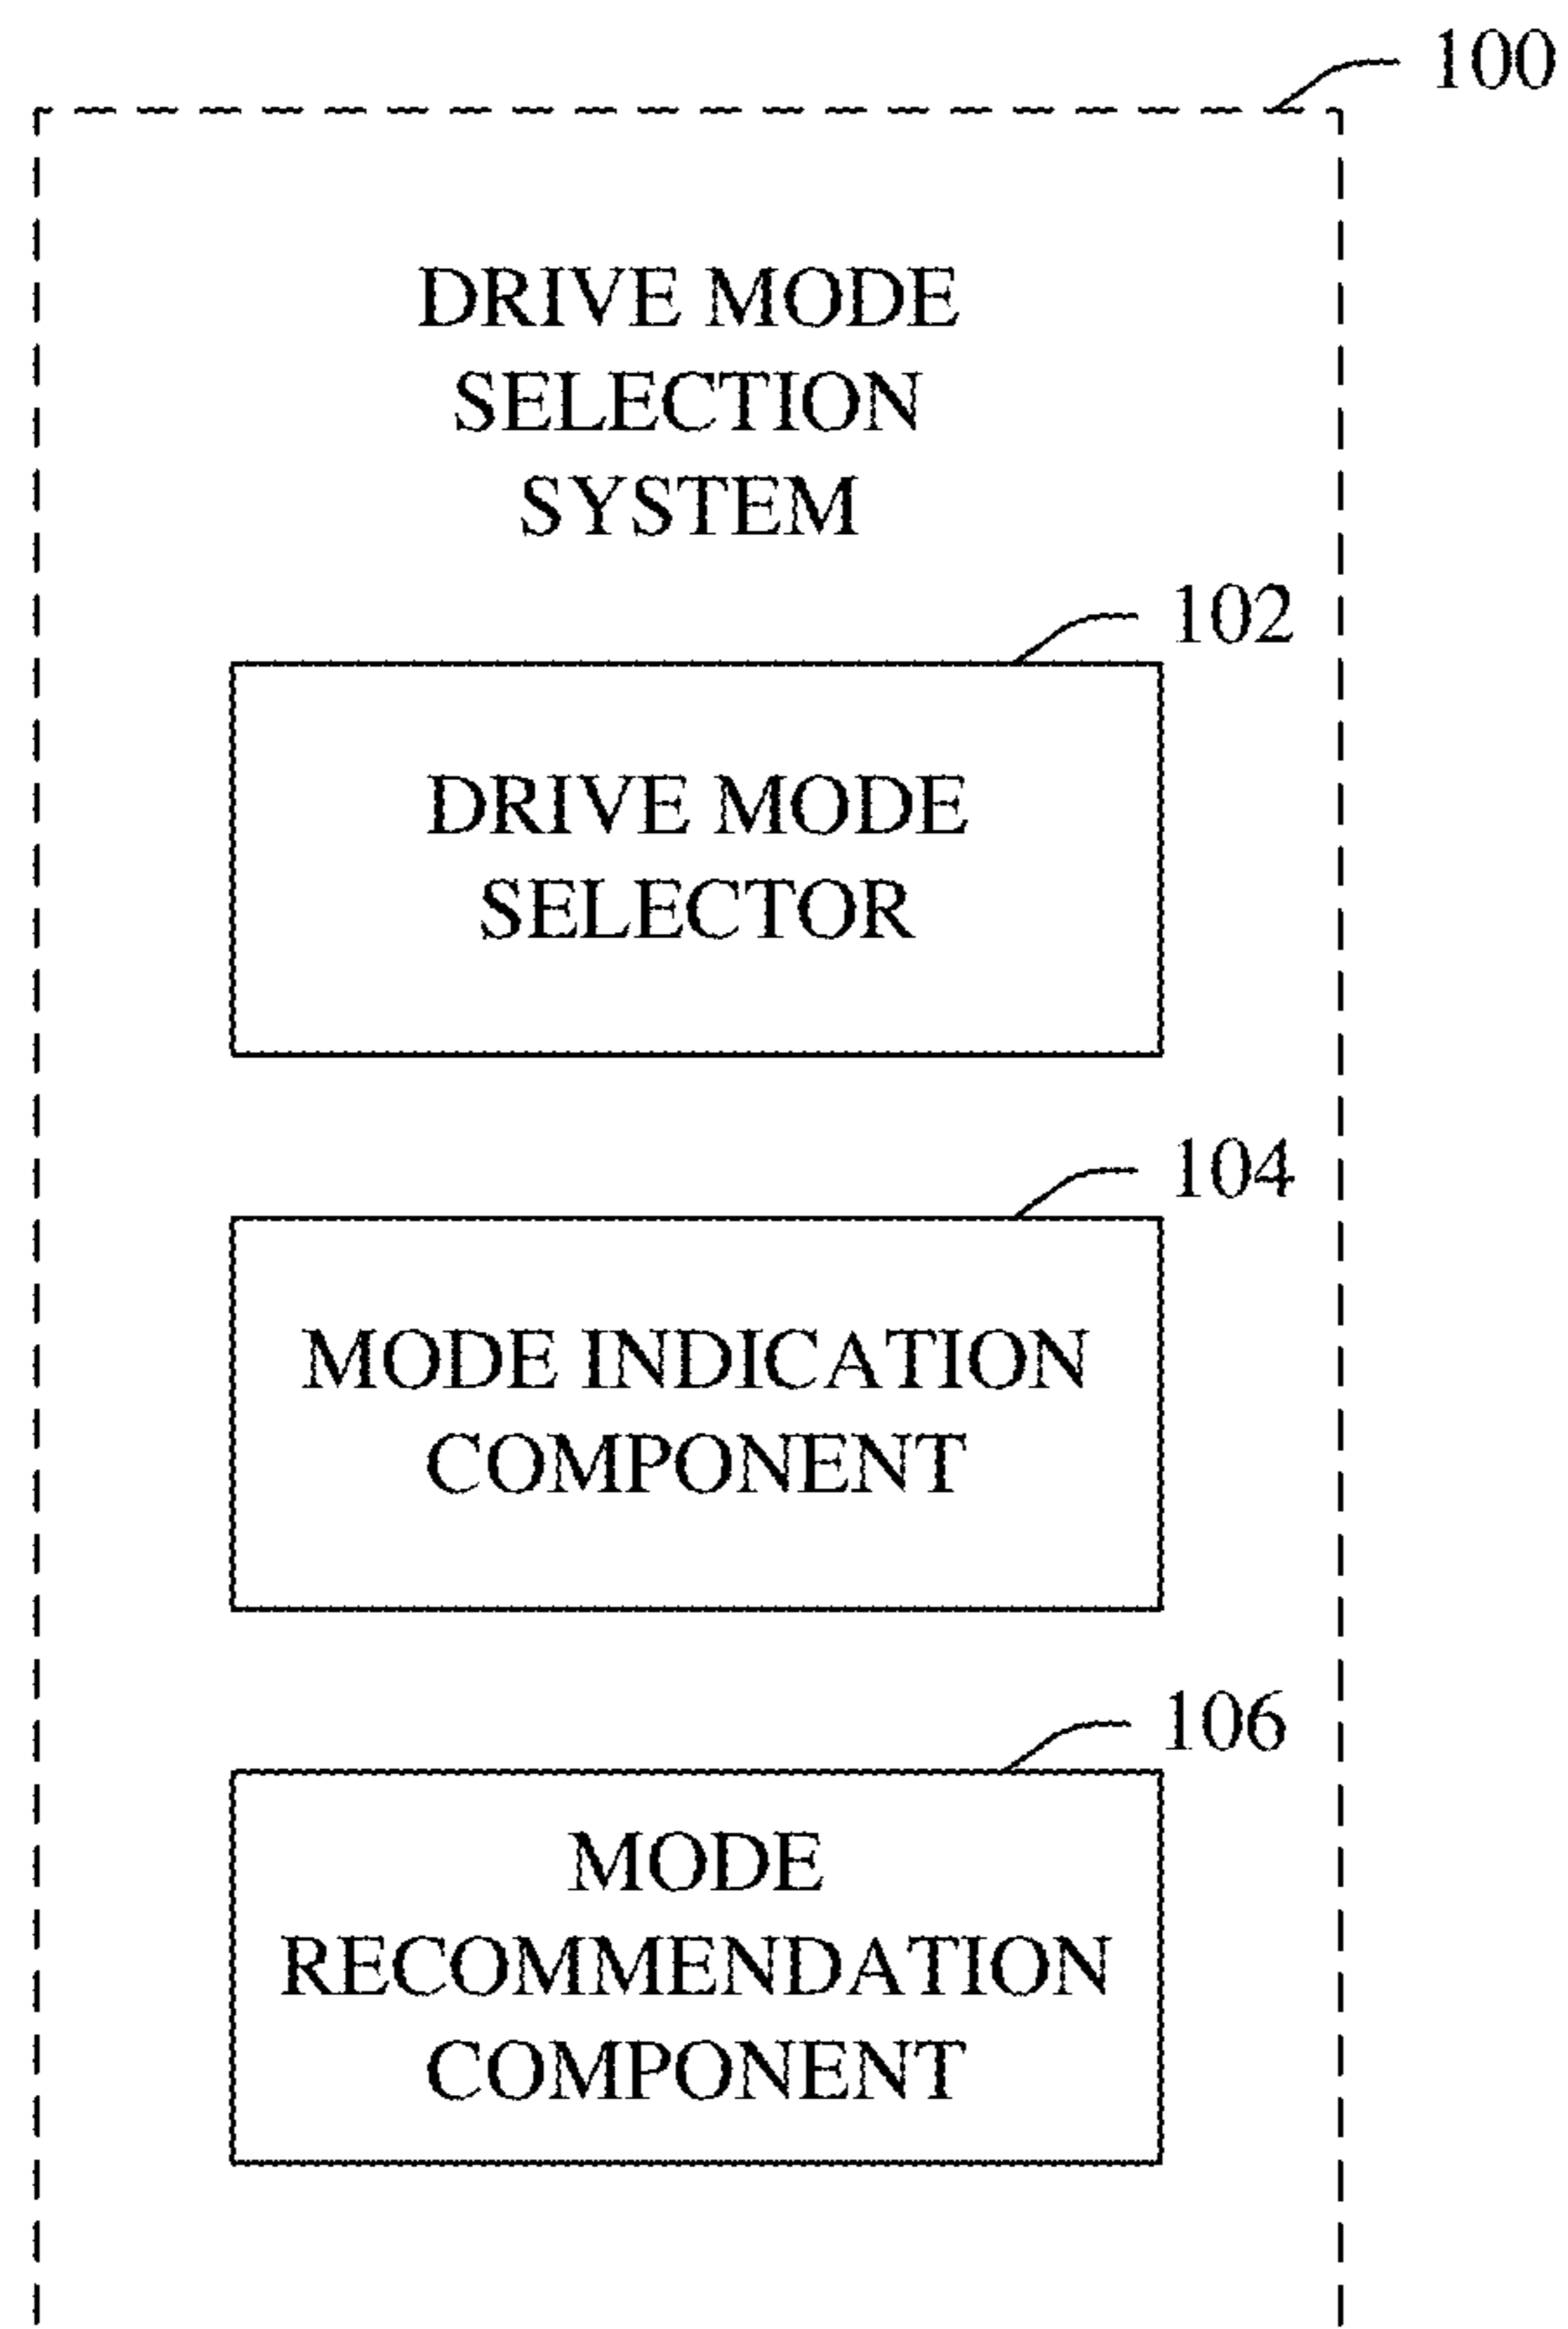 100
DRIVE MODE
SELECTION
SYSTEM
102
DRIVE MODE
SELECTOR
104
MODE INDICATION
COMPONENT
106
MODE
RECOMMENDATION
COMPONENT